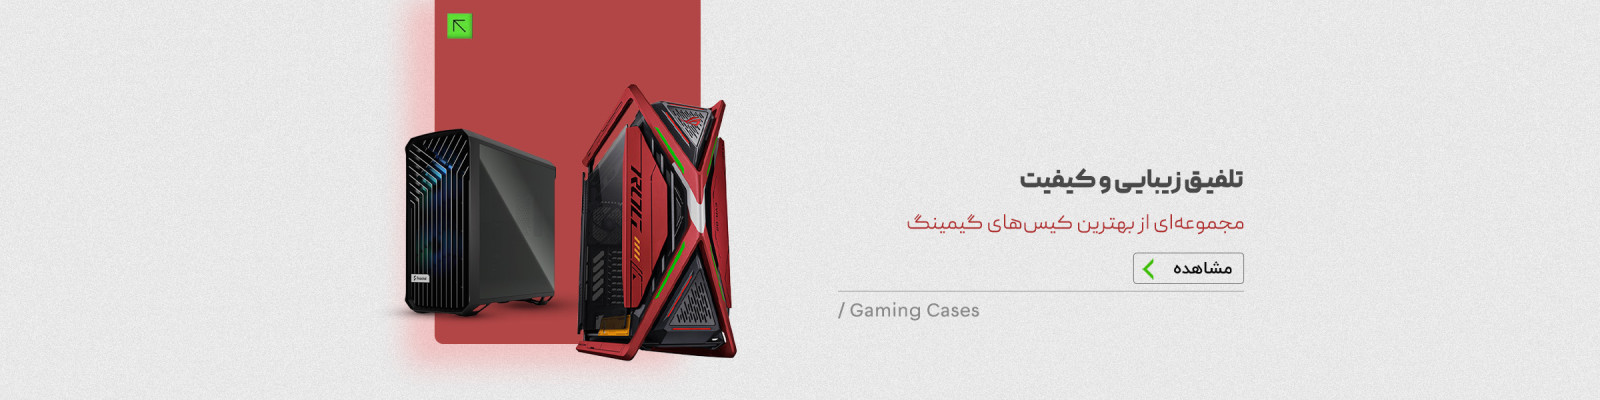 تلفیق زیبایی و کیفیت
مجموعه‌ای از بهترین کیس‌های گیمینگ
مشاهده
/ Gaming Cases